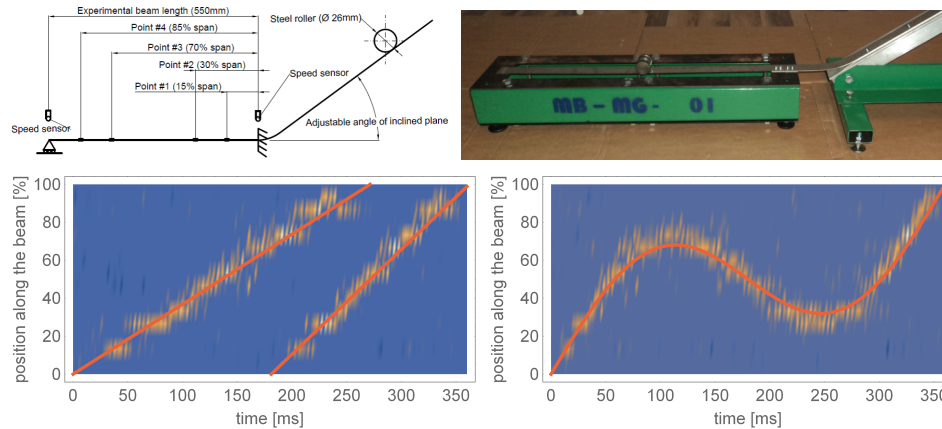 Experimental beam length (550mm)
Steel roller (Ø 26mm)
Point #4 (85% span)
Point #3 (70% span)
Point #2 (30% span)
Speed sensor
Point #1 (15% span)
Speed sensor
Adjustable angle of inclined plane
MB-MG- 01
position along the beam [%]
100
80
60
40
20
0
0 50 100 150 200 250 300 350
time [ms]
position along the beam [%]
100
80
60
40
20
0
0 50 100 150 200 250 300 350
time [ms]